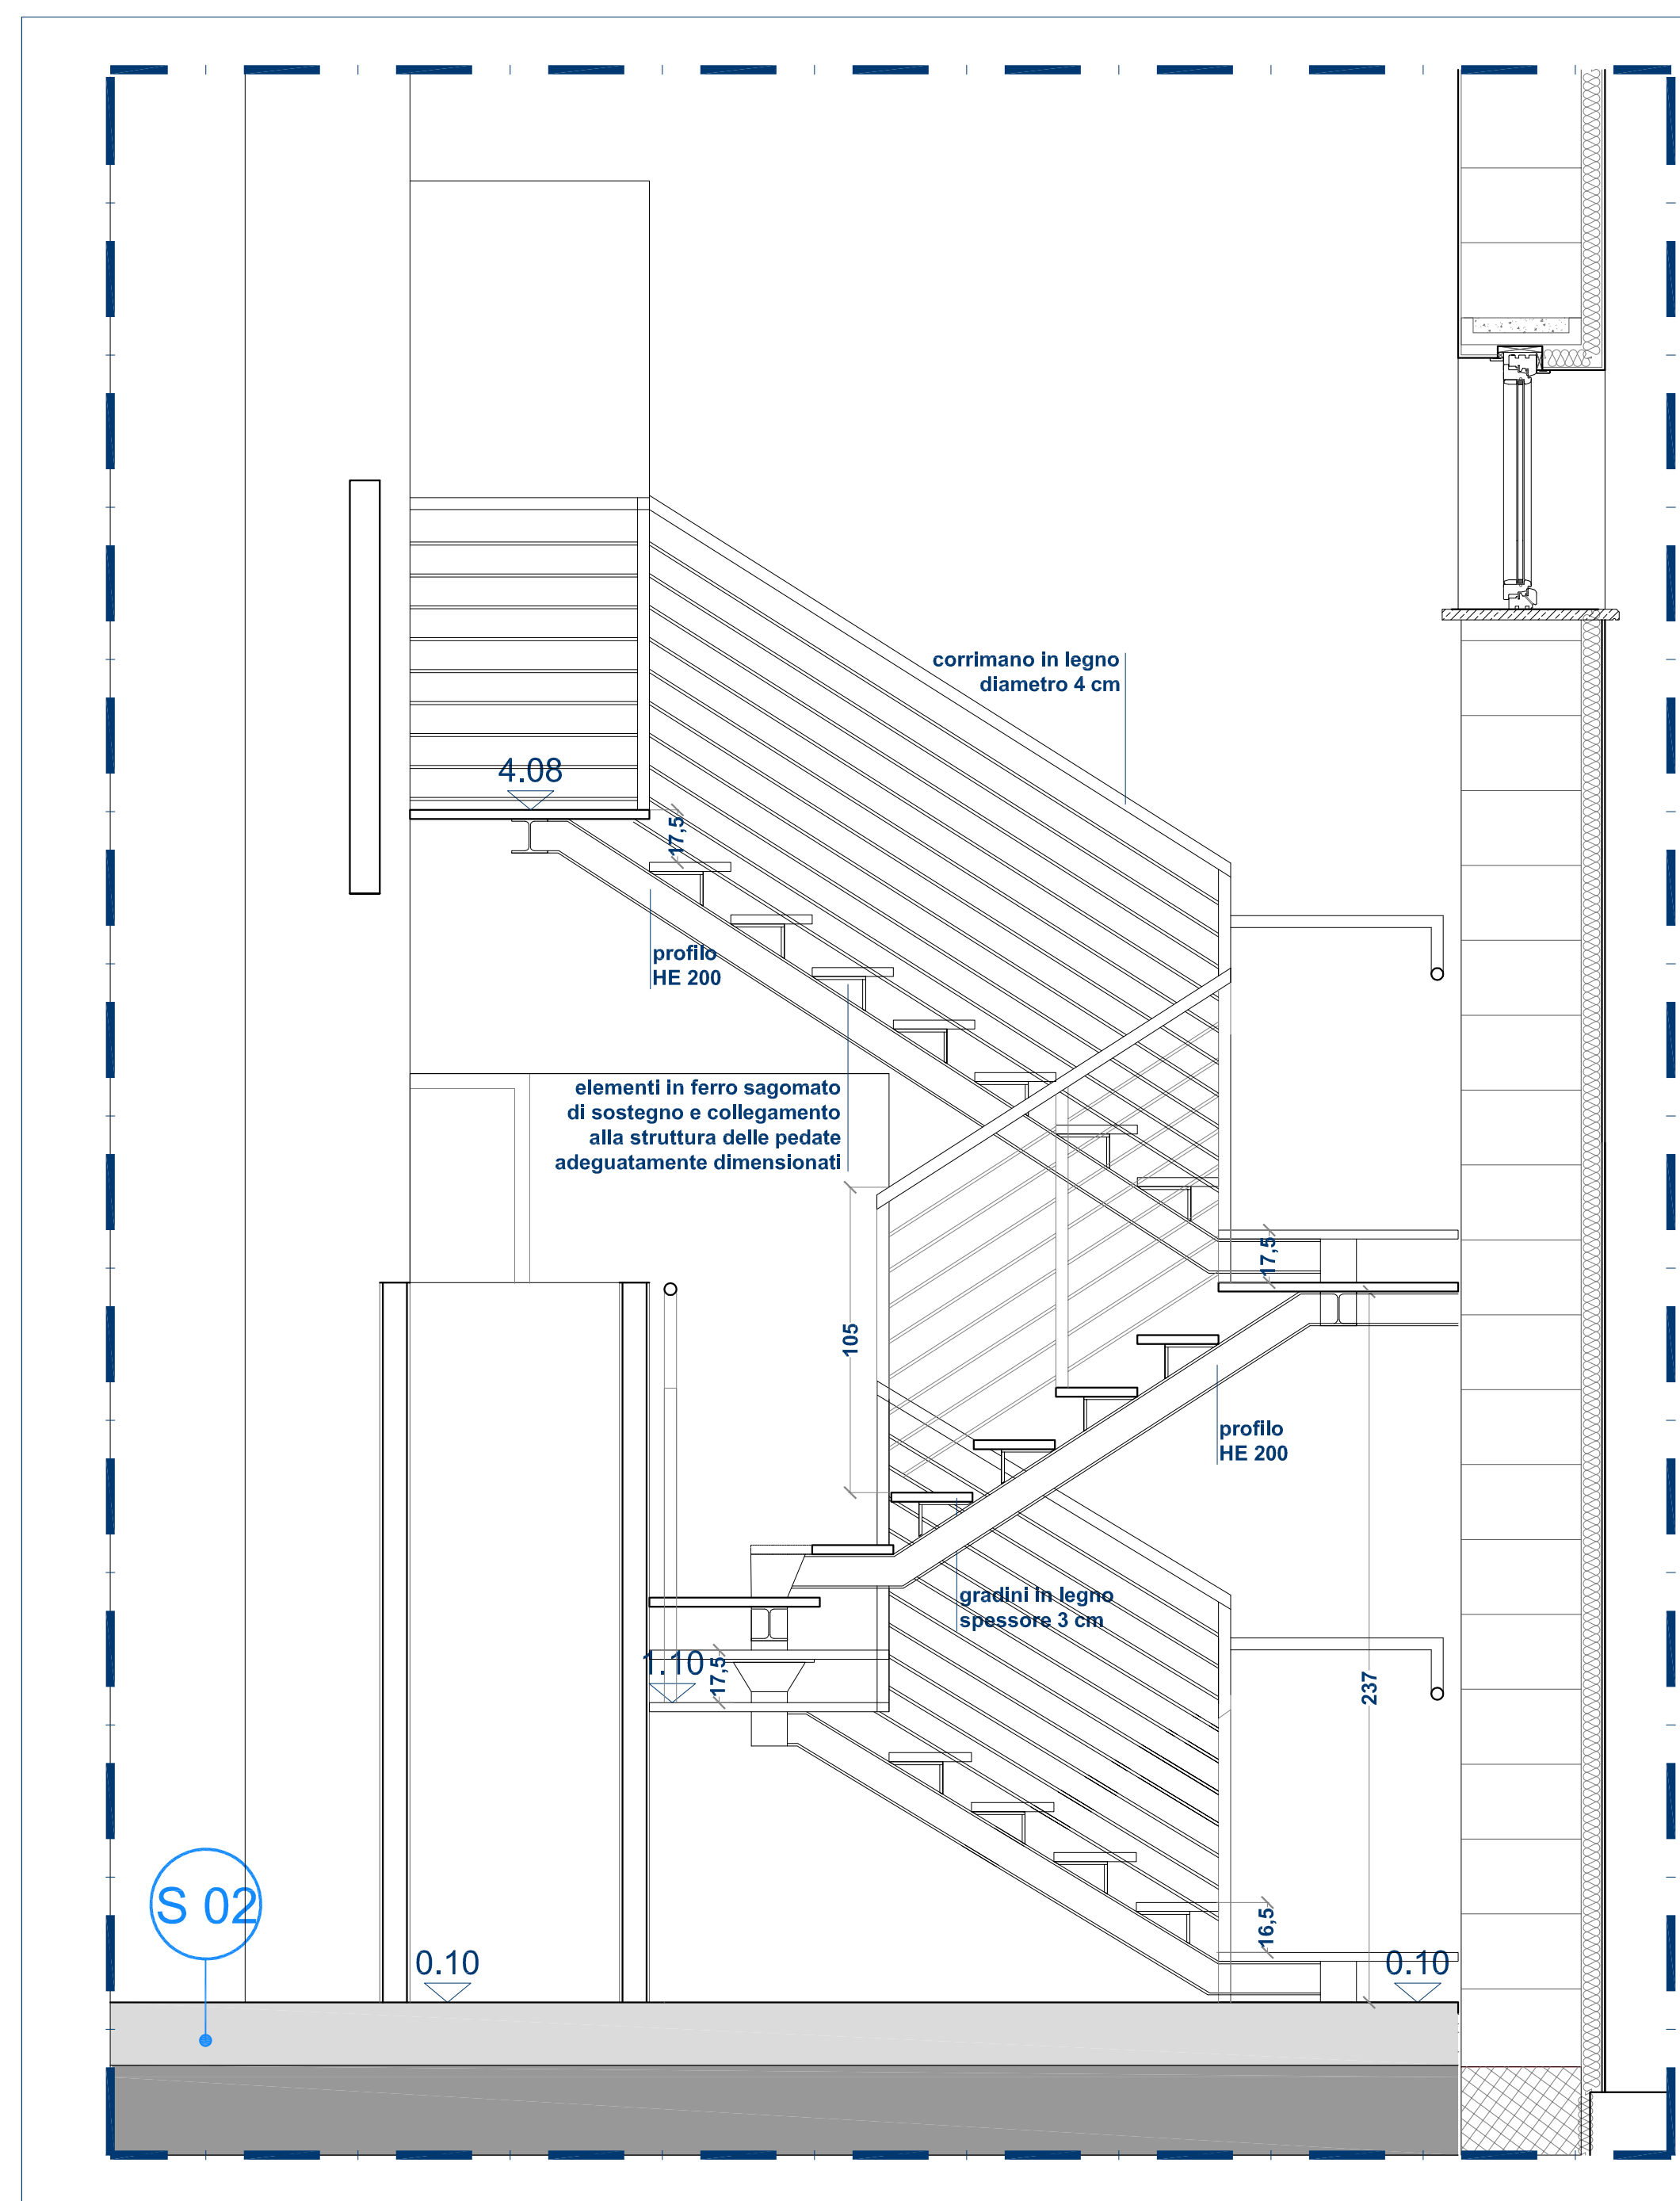 corrimano in legno
diametro 4 cm
4.08
17,5
profilo
HE 200
elementi in ferro sagomato
di sostegno e collegamento
alla struttura delle pedate
adeguatamente dimensionati
17,5
105
profilo
HE 200
gradini in legno
spessore 3 cm
1.10
17,5
237
S 02
16,5
0.10
0.10